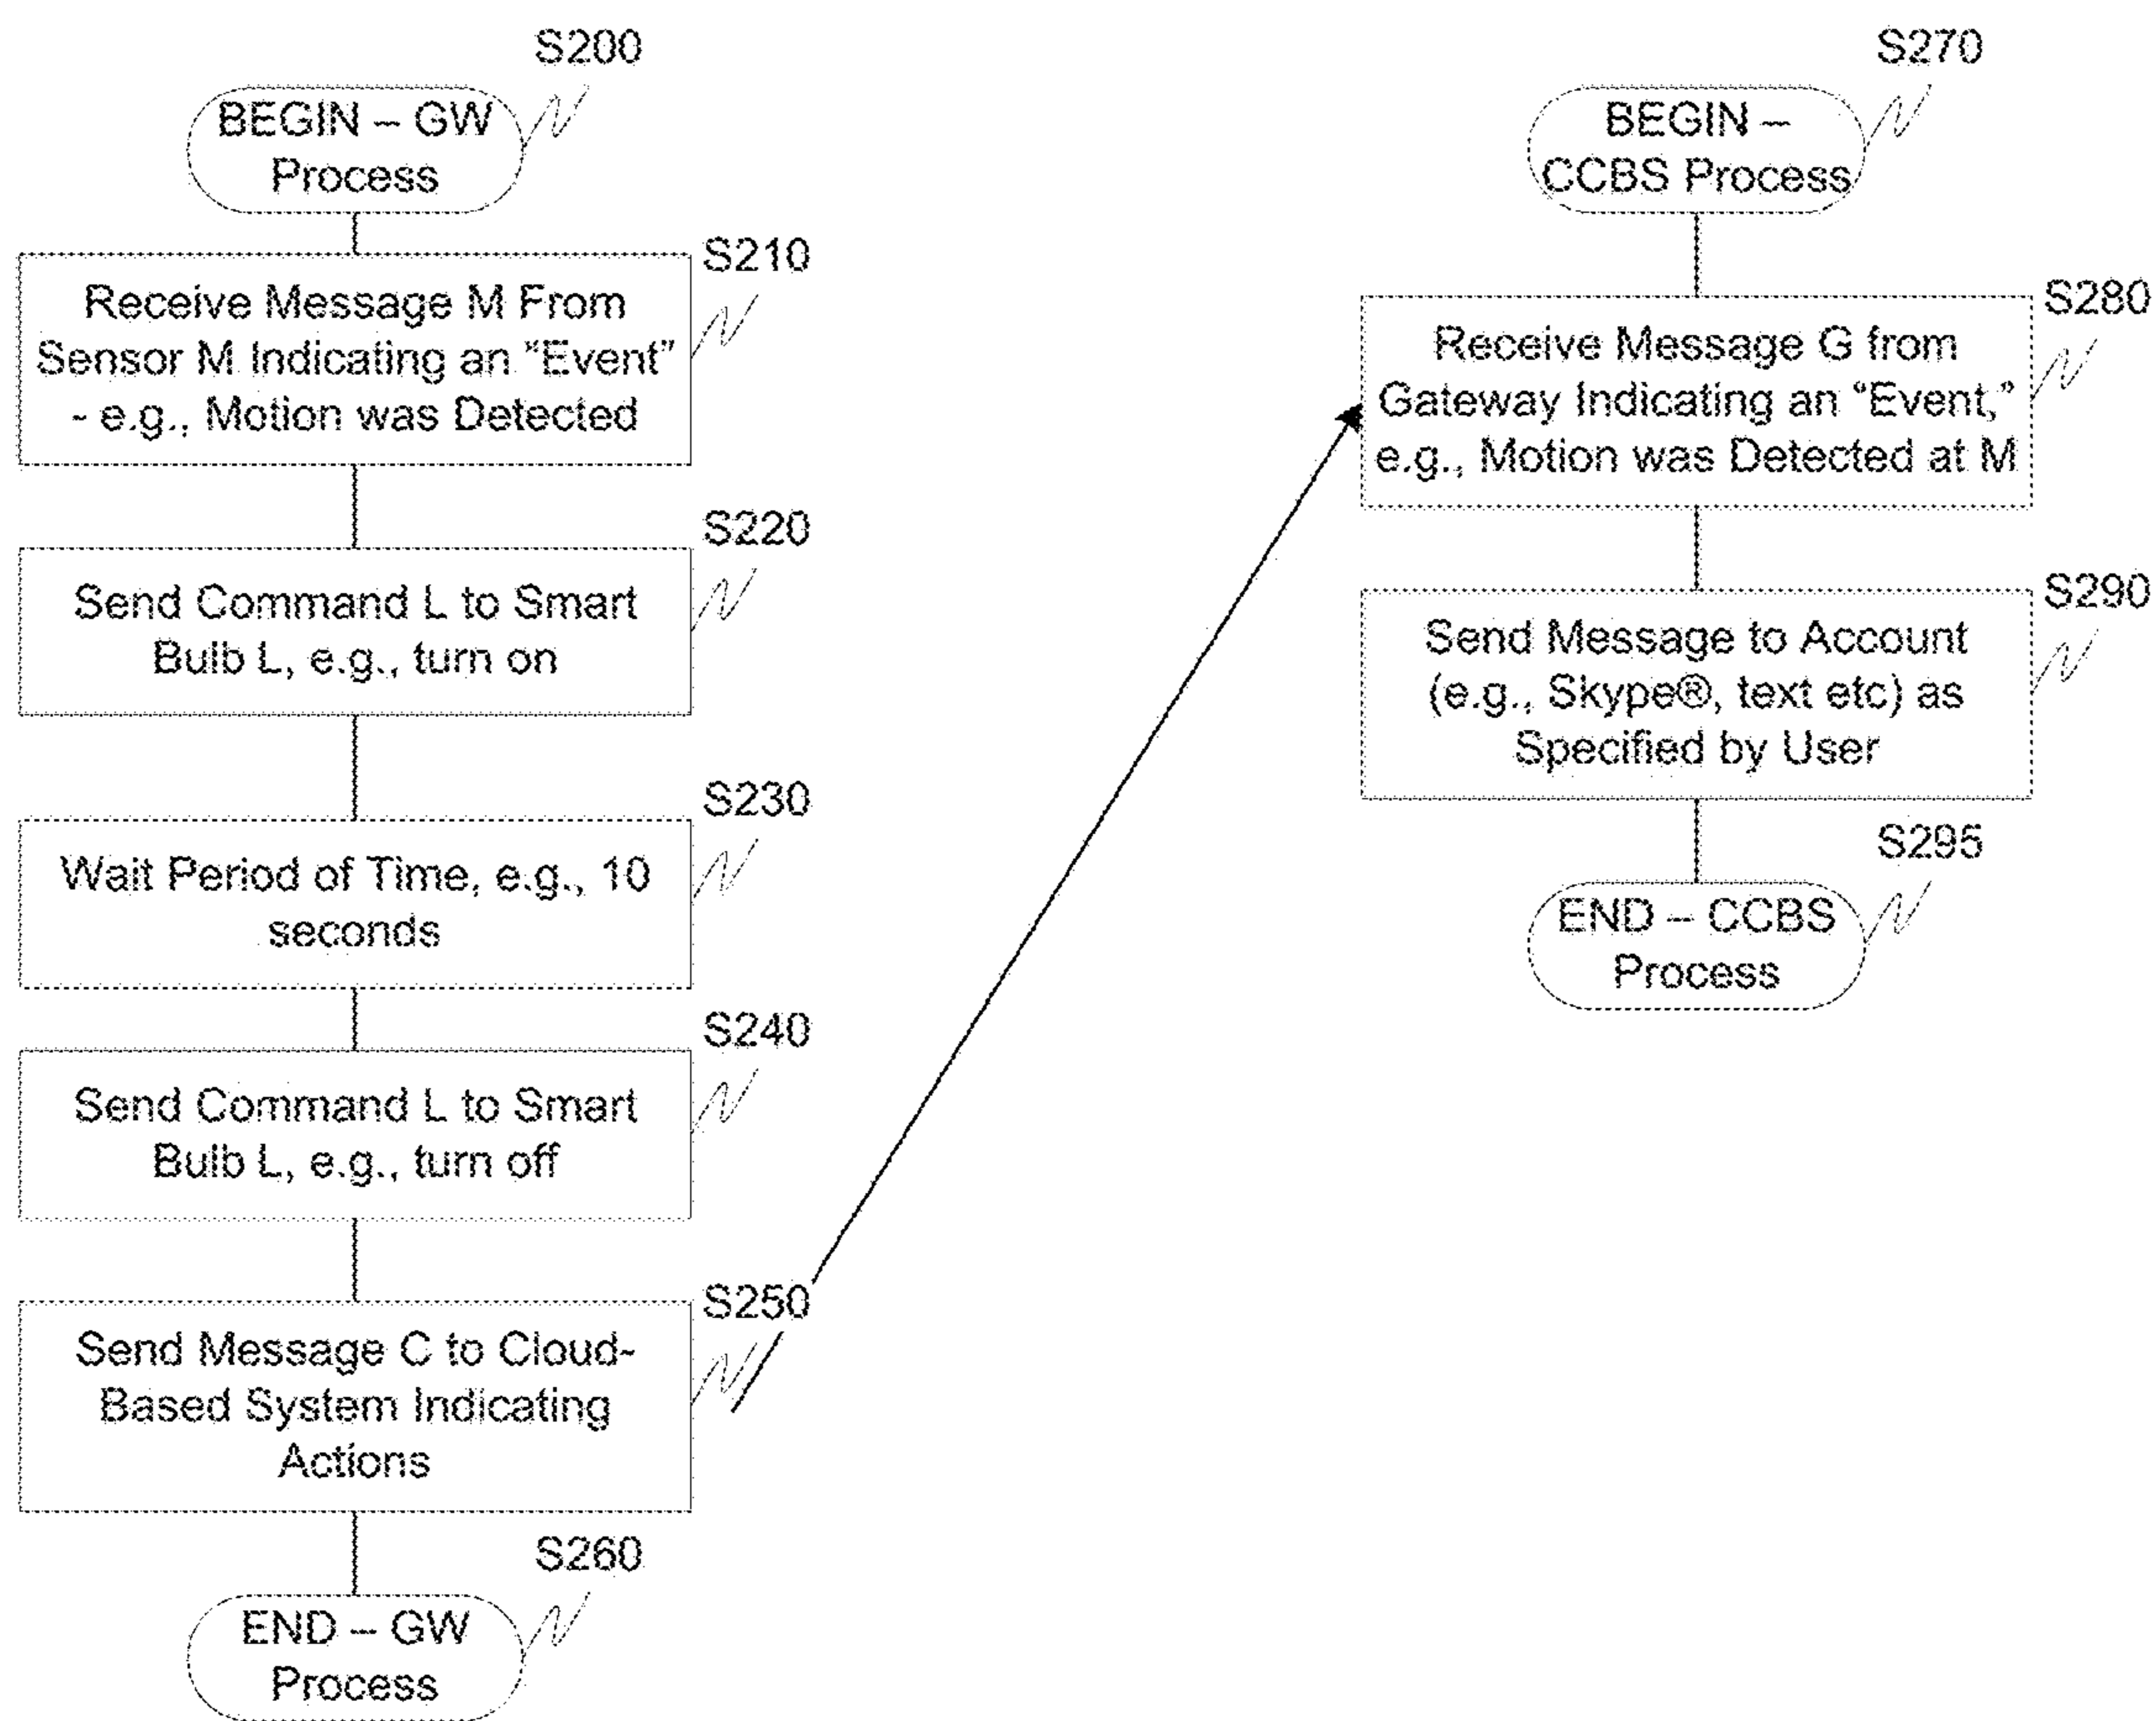 S200
BEGIN – GW
Process
S210
Receive Message M From
Sensor M Indicating an “Event”
- e.g., Motion was Detected
S220
Send Command L to Smart
Bulb L, e.g., turn on
S230
Wait Period of Time, e.g., 10
seconds
S240
Send Command L to Smart
Bulb L, e.g., turn off
S250
Send Message C to Cloud-
Based System Indicating
Actions
S260
END – GW
Process
S270
BEGIN –
CCBS Process
S280
Receive Message G from
Gateway Indicating an “Event,”
e.g., Motion was Detected at M
S290
Send Message to Account
(e.g., Skype®, text etc) as
Specified by User
S295
END – CCBS
Process